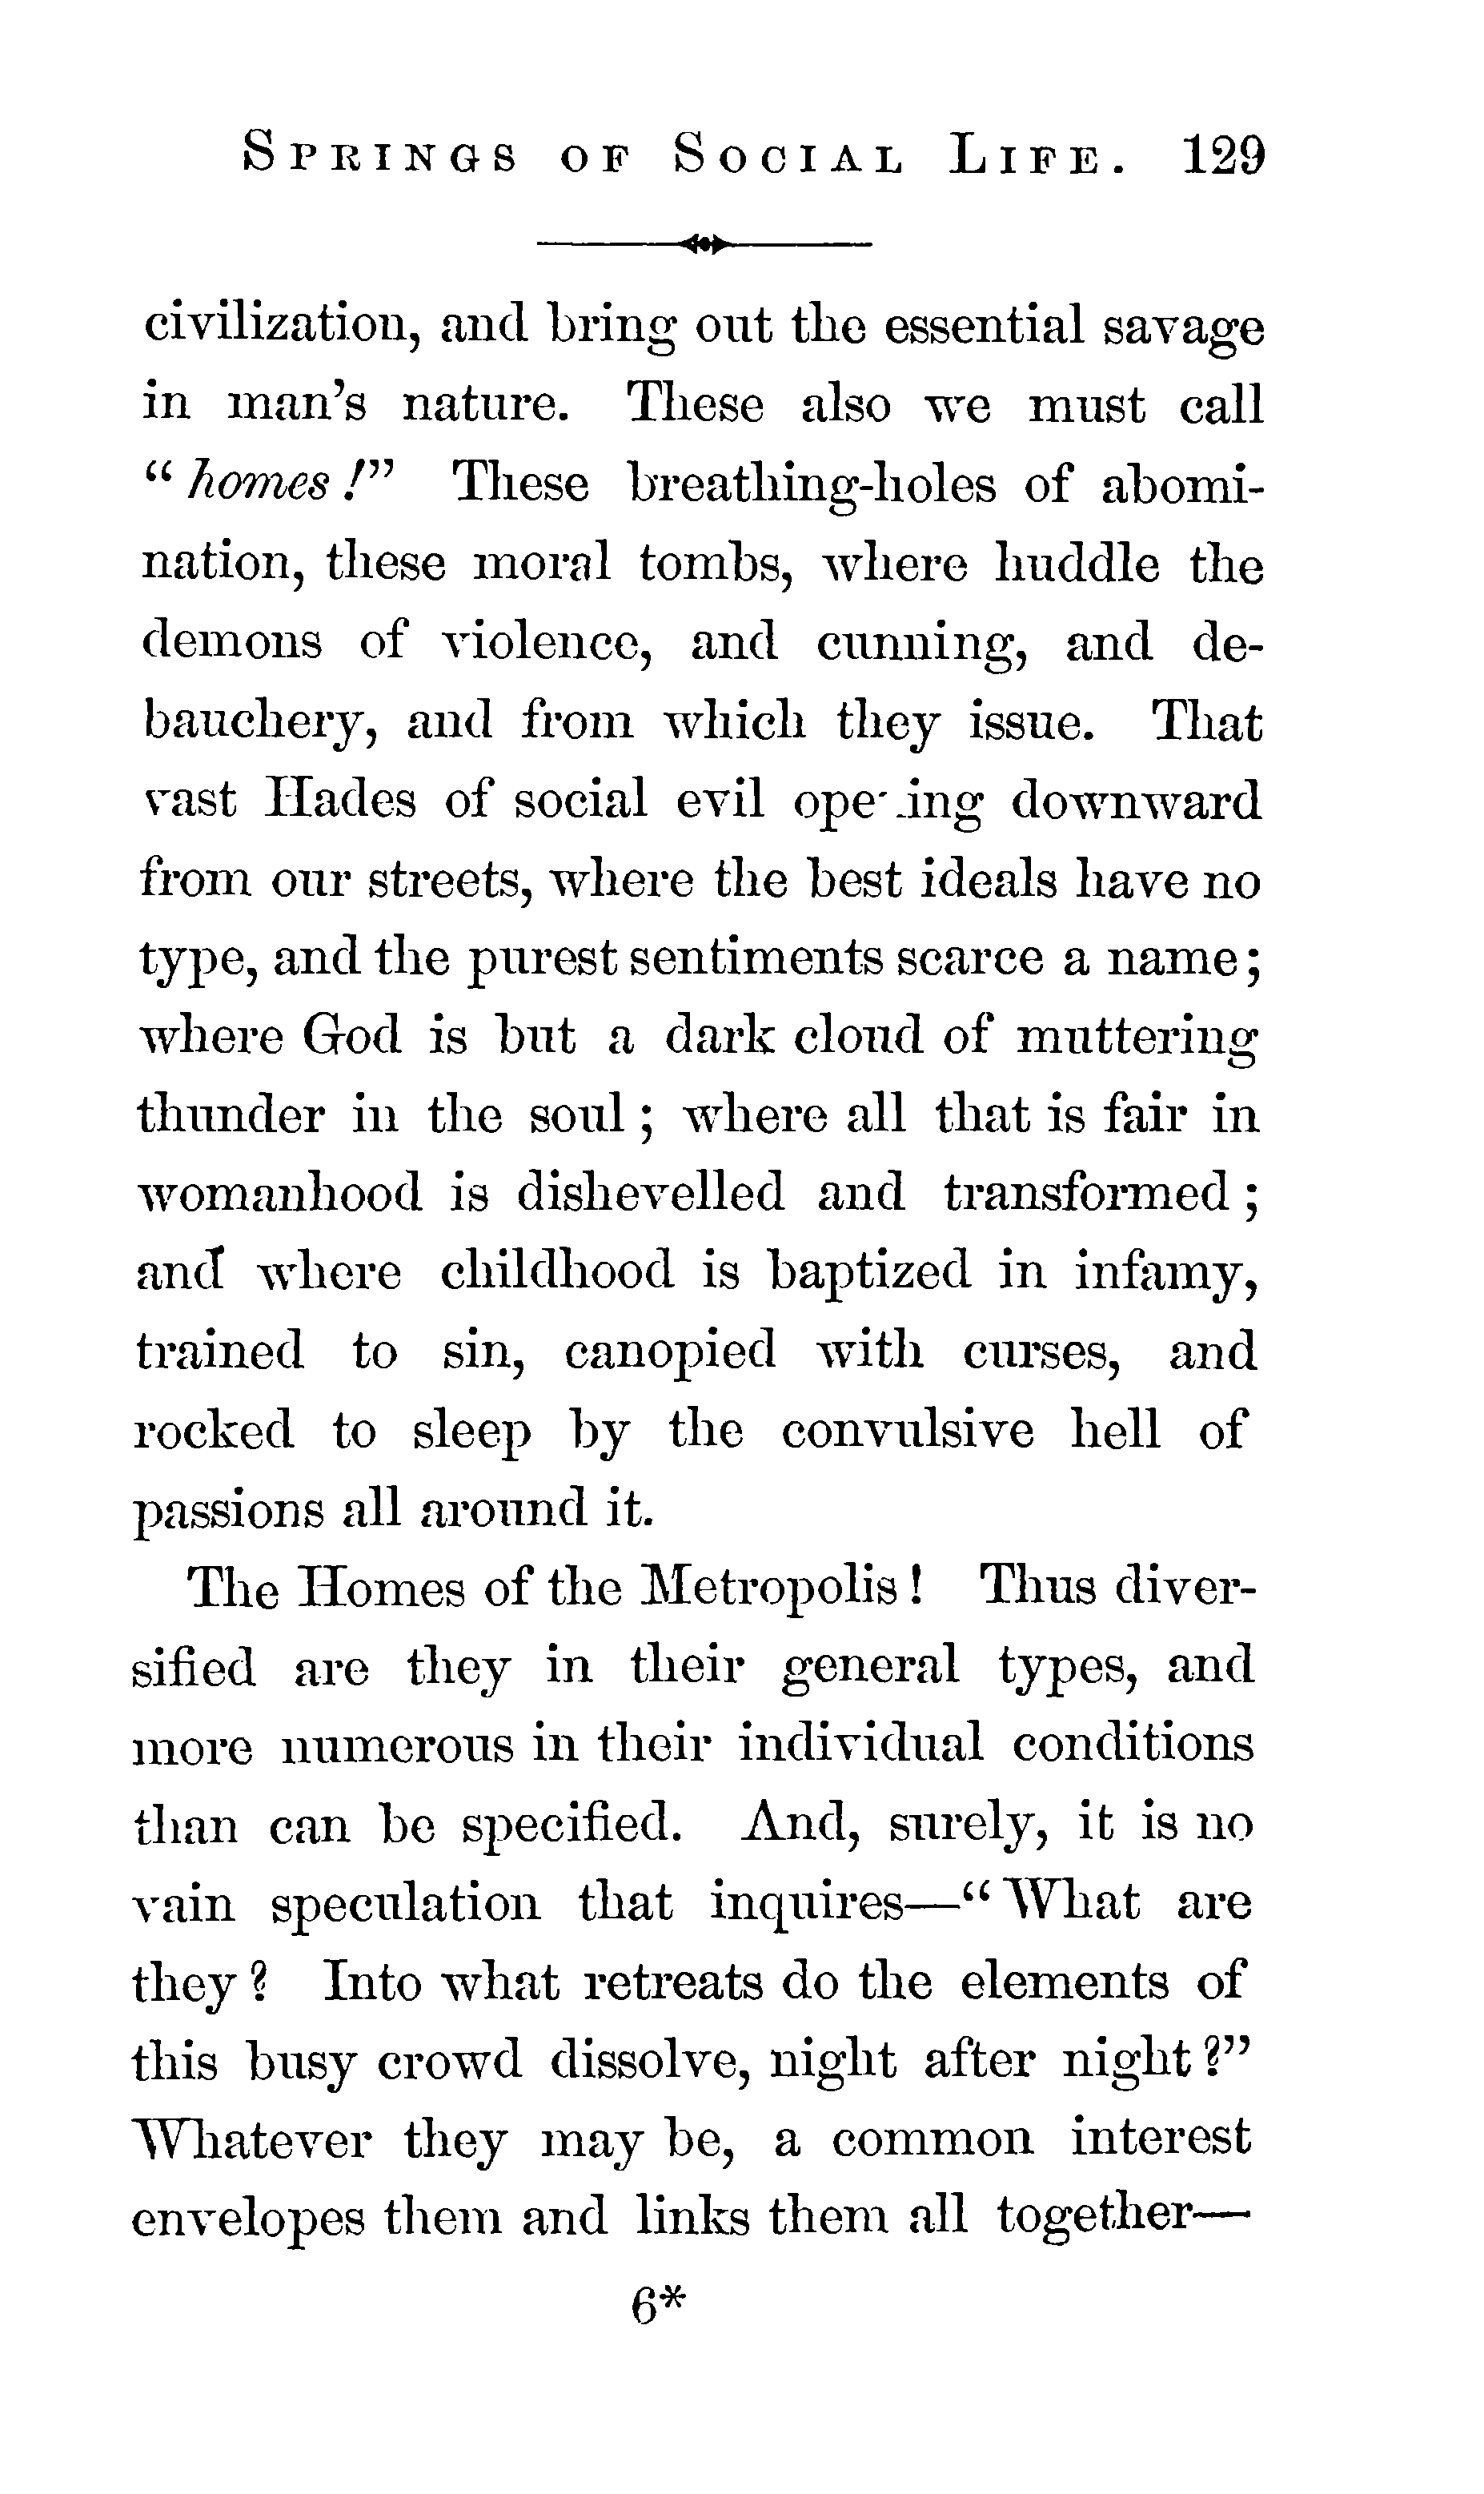 SPRINGS OF SOCIAL LIFE. 129
civilization, and bring out the essential savage
in man's nature. These also we must call
“homes!” These breathing-holes of abomi-
nation, these moral tombs, where huddle the
demons of violence, and cunning, and de-
bauchery, and from which they issue. That
vast Hades of social evil opening downward
from our streets, where the best ideals have no
type, and the purest sentiments scarce a name;
where God is but a dark cloud of muttering
thunder in the soul; where all that is fair in
womanhood is dishevelled and transformed;
and where childhood is baptized in infamy,
trained to sin, canopied with curses, and
rocked to sleep by the convulsive hell of
passions all around it.
The Homes of the Metropolis! Thus diver-
sified are they in their general types, and
more numerous in their individual conditions
than can be specified. And, surely, it is no
vain speculation that inquires—“What are
they? Into what retreats do the elements of
this busy crowd dissolve, night after night?”
Whatever they may be, a common interest
envelopes them and links them all together—
6*